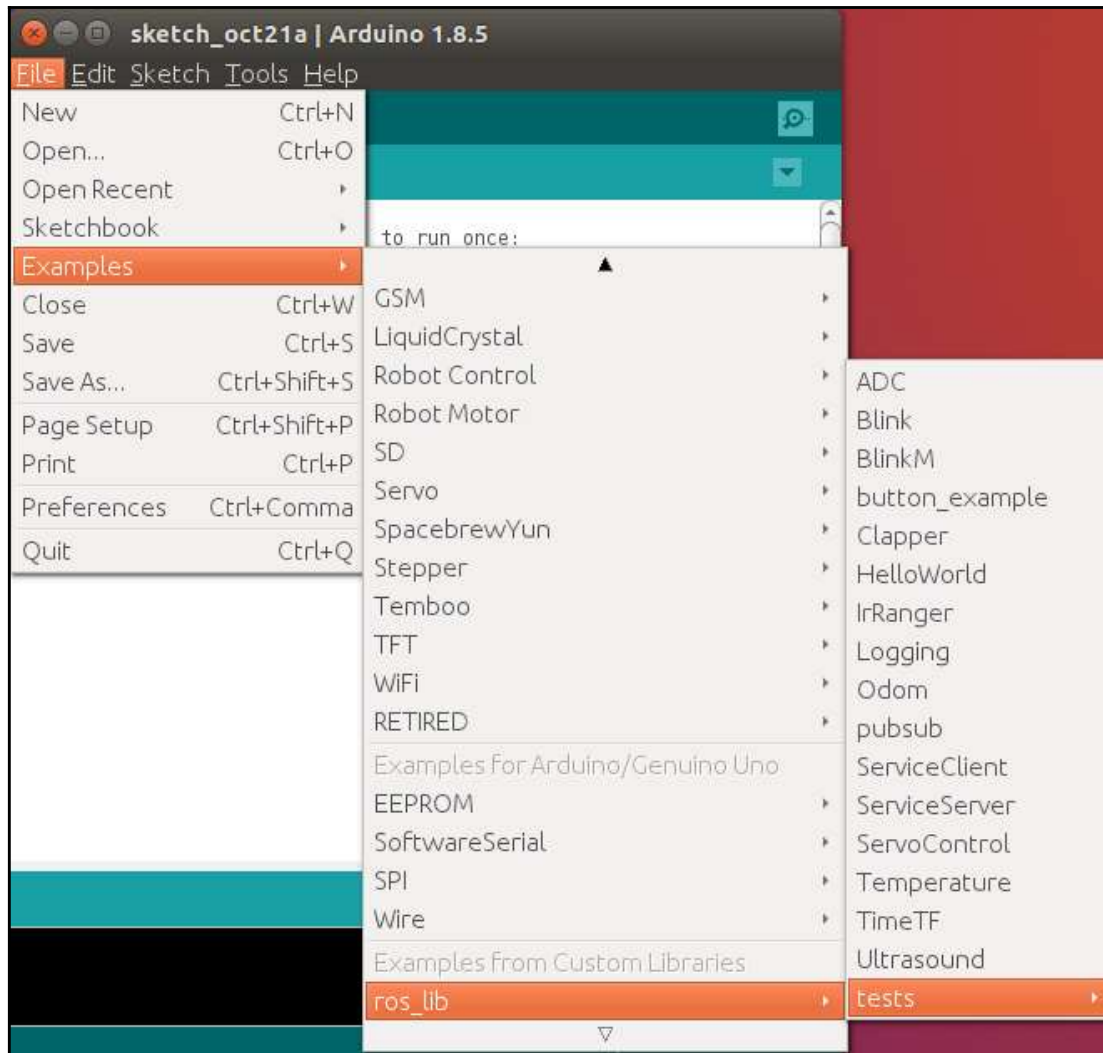 sketch_oct21a | Arduino 1.8.5
File Edit Sketch Tools Help
New Ctrl+N
Open... Ctrl+O
Open Recent
Sketchbook
Examples
Close Ctrl+W
Save Ctrl+S
Save As... Ctrl+Shift+S
Page Setup Ctrl+Shift+P
Print Ctrl+P
Preferences Ctrl+Comma
Quit Ctrl+Q
to run once:
GSM
LiquidCrystal
Robot Control
Robot Motor
SD
Servo
SpacebrewYun
Stepper
Temboo
TFT
WiFi
RETIRED
Examples for Arduino/Genuino Uno
EEPROM
SoftwareSerial
SPI
Wire
Examples from Custom Libraries
ros_lib
ADC
Blink
BlinkM
button_example
Clapper
HelloWorld
IrRanger
Logging
Odom
pubsub
ServiceClient
ServiceServer
ServoControl
Temperature
TimeTF
Ultrasound
tests